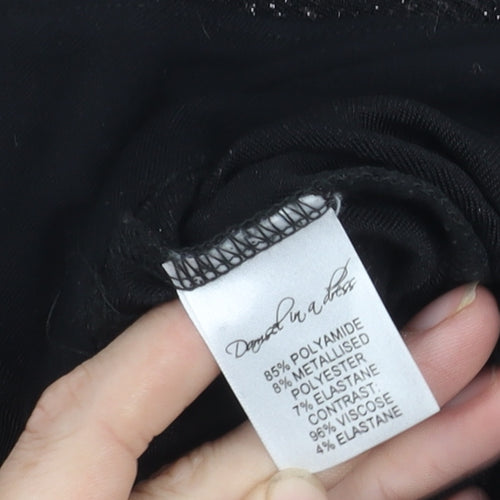 Damsel in a dress
85% POLYAMIDE
8% METALLISED
POLYESTER
7% ELASTANE
CONTRAST:
96% VISCOSE
4% ELASTANE